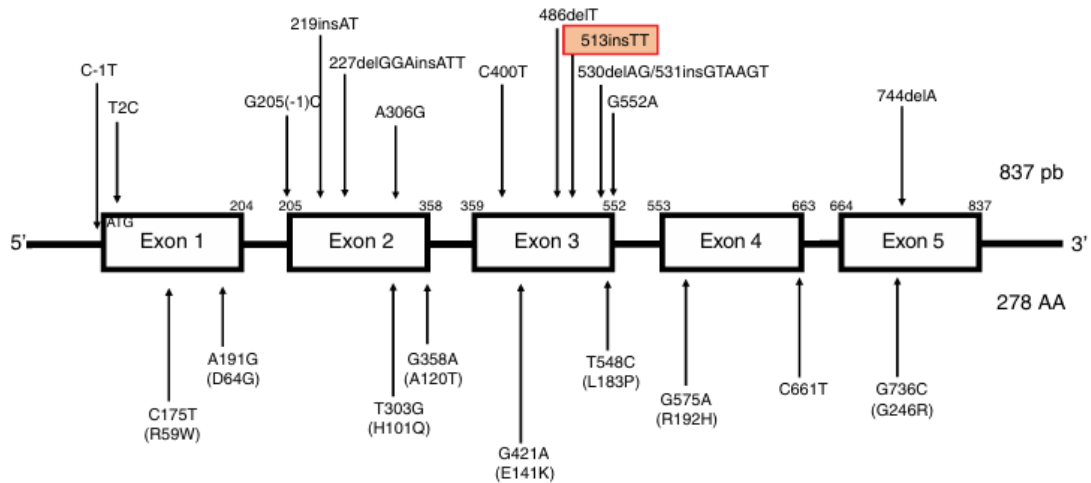 486delT
219insAT
513insTT
227delGGAinsATT
C-1T
C400T
530delAG/531insGTAAGT
T2C
G205(-1)C
A306G
G552A
744delA
837 pb
ATG
204
205
358
359
552
553
663
664
837
5'
Exon 1
Exon 2
Exon 3
Exon 4
Exon 5
3'
278 AA
A191G
(D64G)
G358A
(A120T)
T548C
(L183P)
C661T
G736C
(G246R)
G575A
(R192H)
C175T
(R59W)
T303G
(H101Q)
G421A
(E141K)